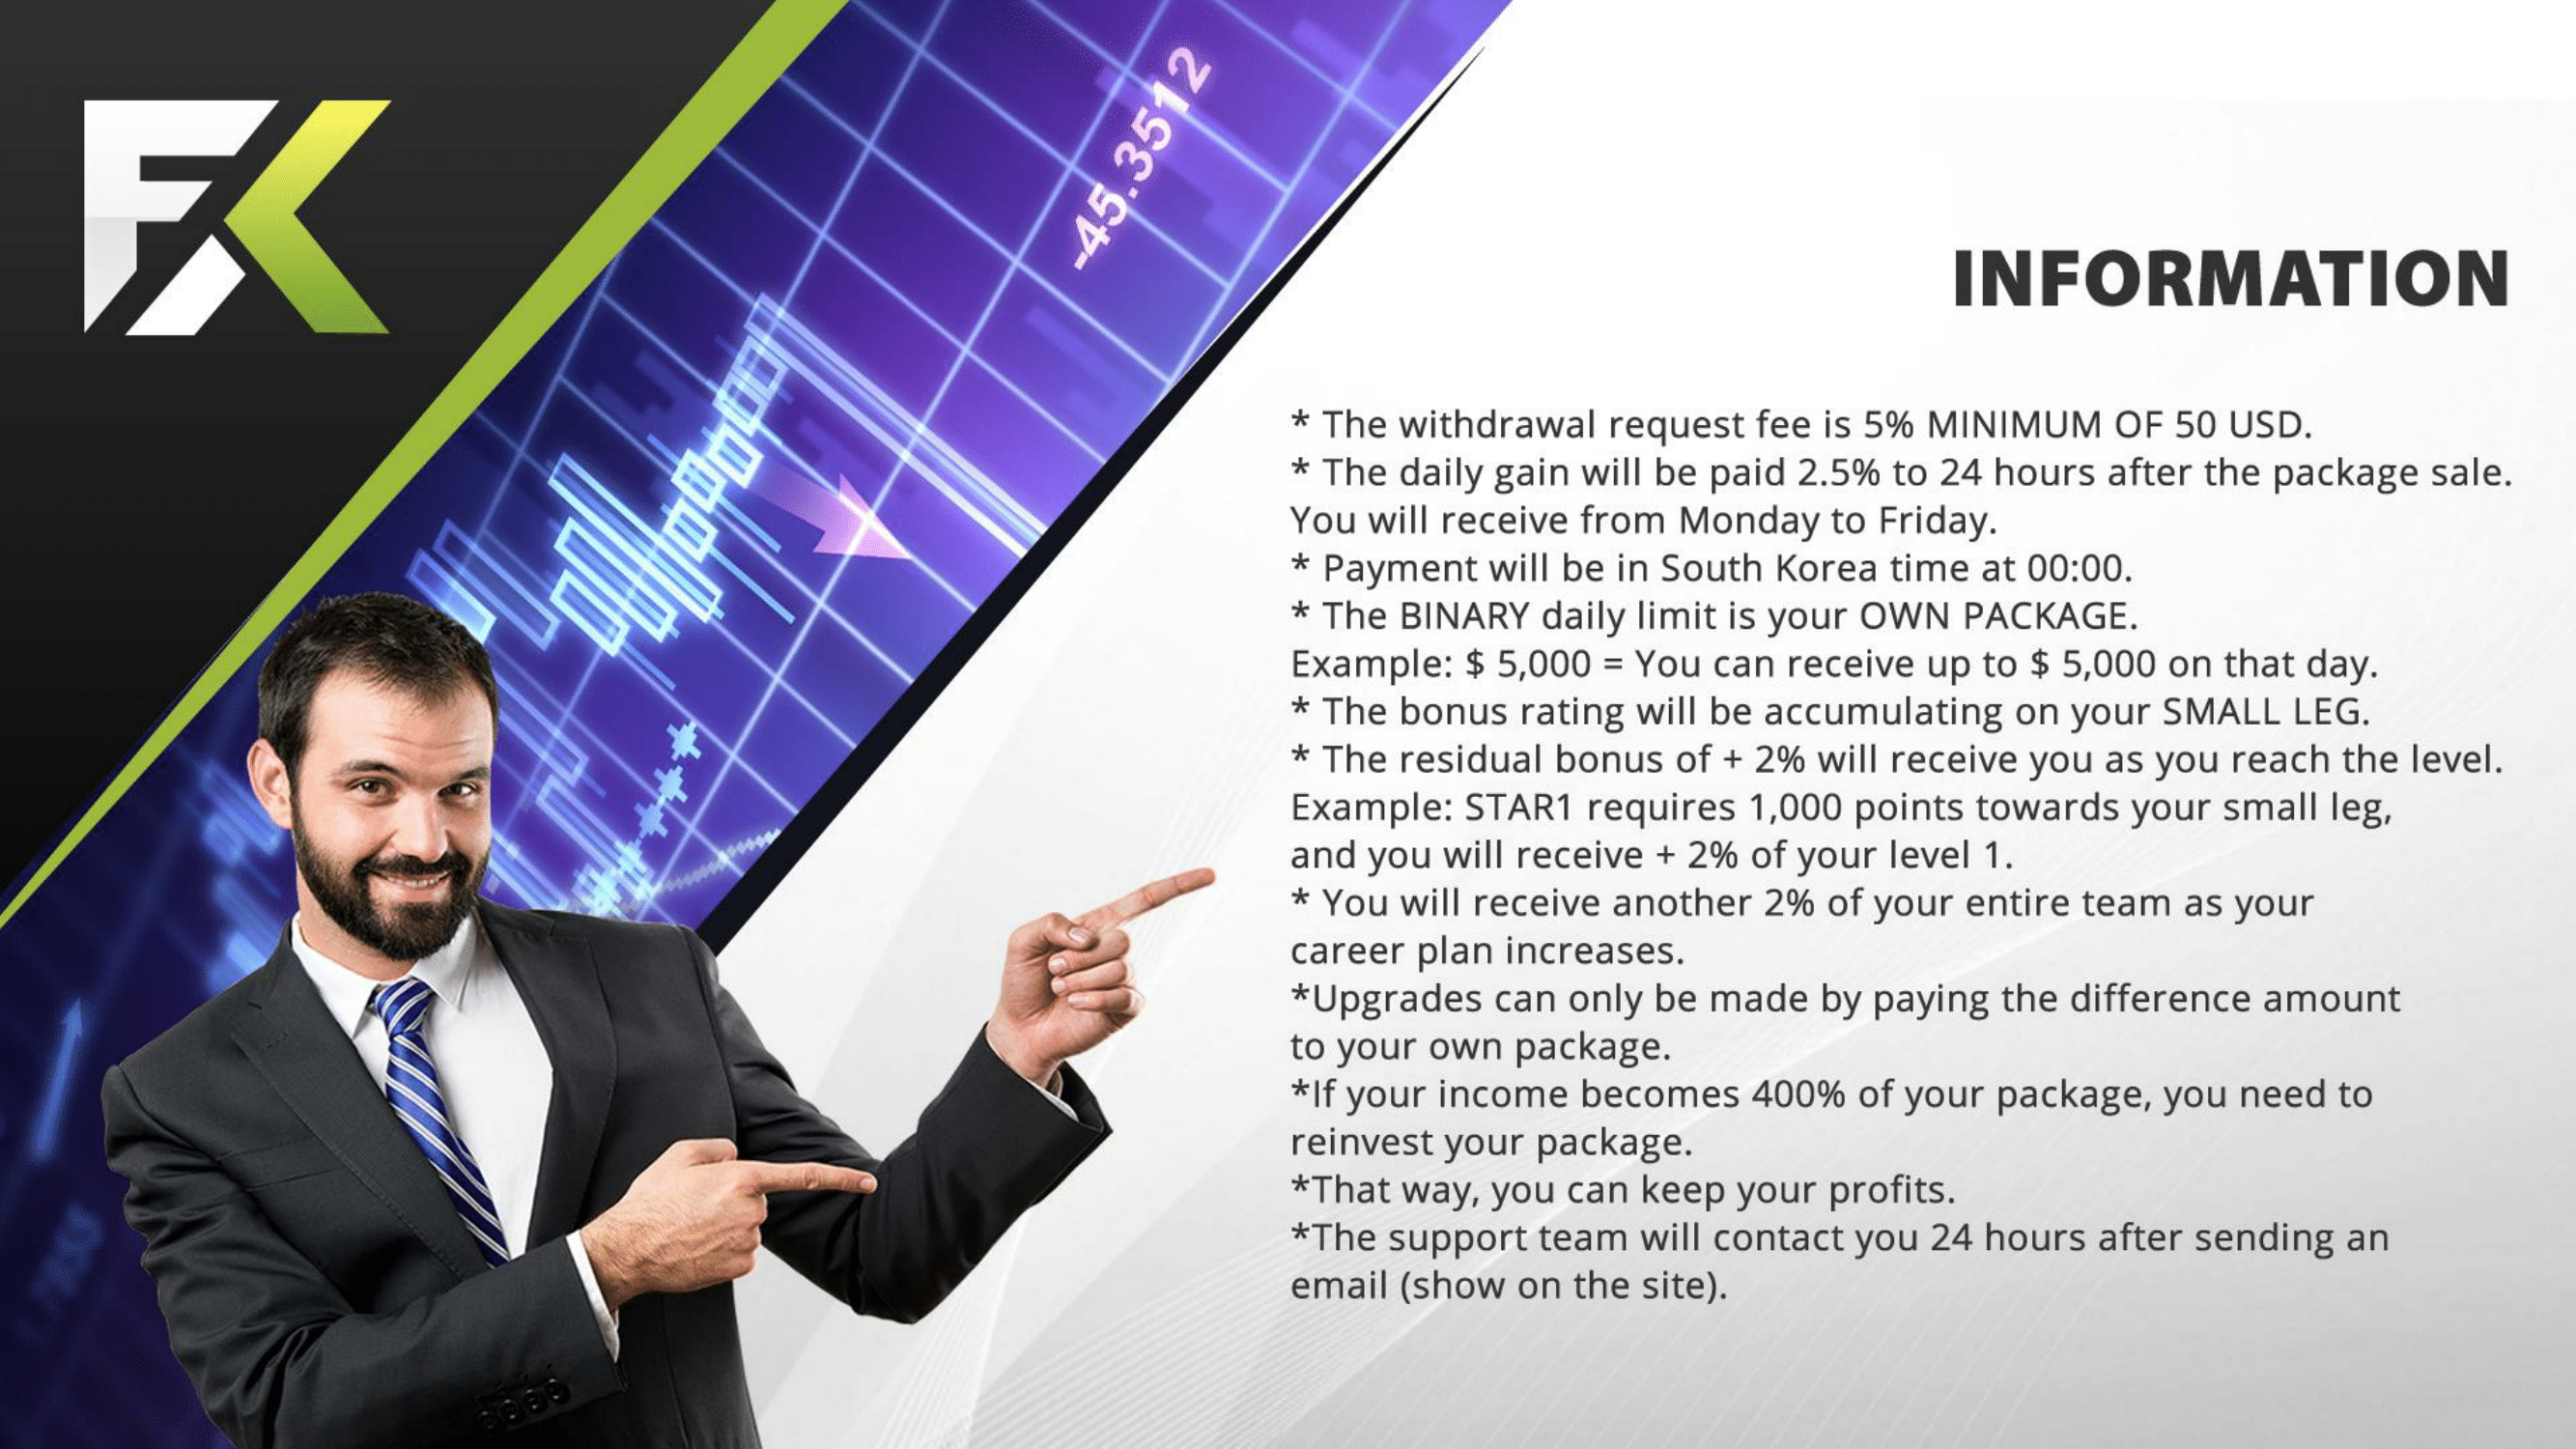 FX
-45.3512
INFORMATION
* The withdrawal request fee is 5% MINIMUM OF 50 USD.
* The daily gain will be paid 2.5% to 24 hours after the package sale.
You will receive from Monday to Friday.
* Payment will be in South Korea time at 00:00.
* The BINARY daily limit is your OWN PACKAGE.
Example: $ 5,000 = You can receive up to $ 5,000 on that day.
* The bonus rating will be accumulating on your SMALL LEG.
* The residual bonus of + 2% will receive you as you reach the level.
Example: STAR1 requires 1,000 points towards your small leg,
and you will receive + 2% of your level 1.
* You will receive another 2% of your entire team as your
career plan increases.
*Upgrades can only be made by paying the difference amount
to your own package.
*If your income becomes 400% of your package, you need to
reinvest your package.
*That way, you can keep your profits.
*The support team will contact you 24 hours after sending an
email (show on the site).